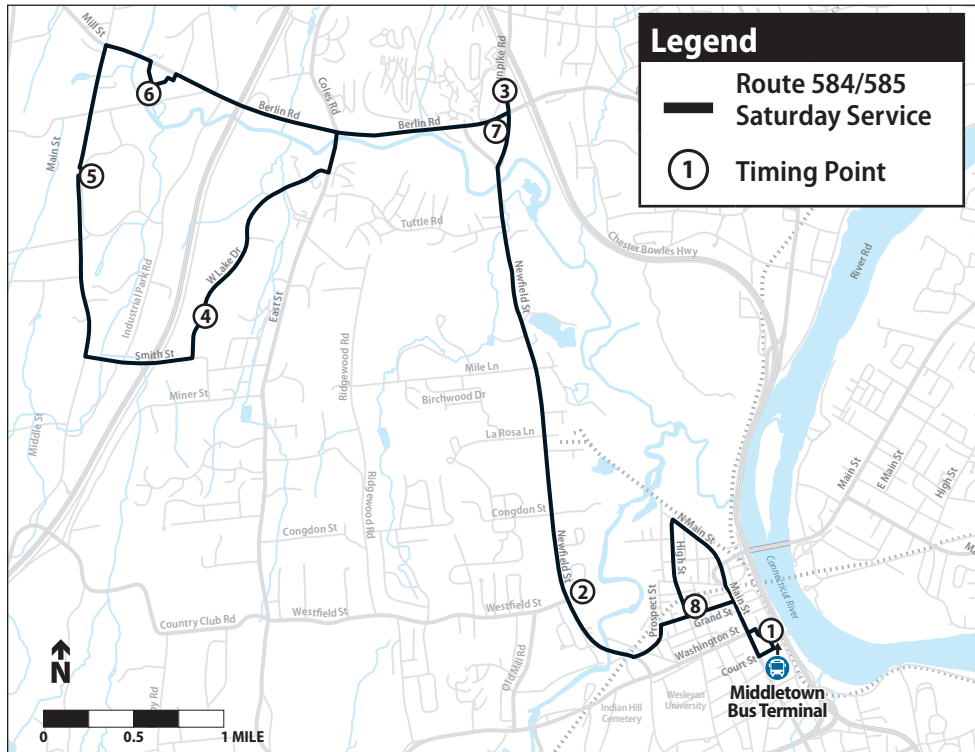 Legend
Route 584/585
Saturday Service
1 Timing Point
Mill St
6
Coles Rd
3
Berlin Rd
Berlin Rd
7
Main St
5
Tuttle Rd
Chester Bowles Hwy
River Rd
W Lake Dr
Industrial Park Rd
East St
Newfield St
4
Smith St
Ridgewood Rd
Mile Ln
Miner St
Birchwood Dr
Middle St
La Rosa Ln
Main St
E Main St
High St
Ridgewood Rd
Congdon St
N Main St
Newfield St
High St
Connecticut River
2
Westfield St
Westfield St
Prospect St
8
Main St
Country Club Rd
Grand St
1
Washington St
Court St
Old Mill Rd
N
Middletown
Bus Terminal
Wesleyan
University
Indian Hill
Cemetery
0 0.5 1 MILE